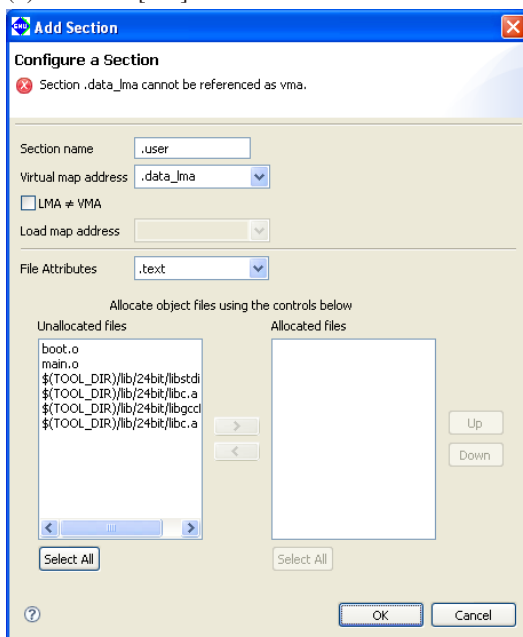 Add Section
Configure a Section
Section .data_lma cannot be referenced as vma.
Section name .user
Virtual map address .data_lma
LMA ≠ VMA
Load map address
File Attributes .text
Allocate object files using the controls below
Unallocated files Allocated files
boot.o
main.o
$(TOOL_DIR)/lib/24bit/libstdi
$(TOOL_DIR)/lib/24bit/libc.a
$(TOOL_DIR)/lib/24bit/libgccl
$(TOOL_DIR)/lib/24bit/libc.a
>
<
Up
Down
Select All Select All
OK Cancel